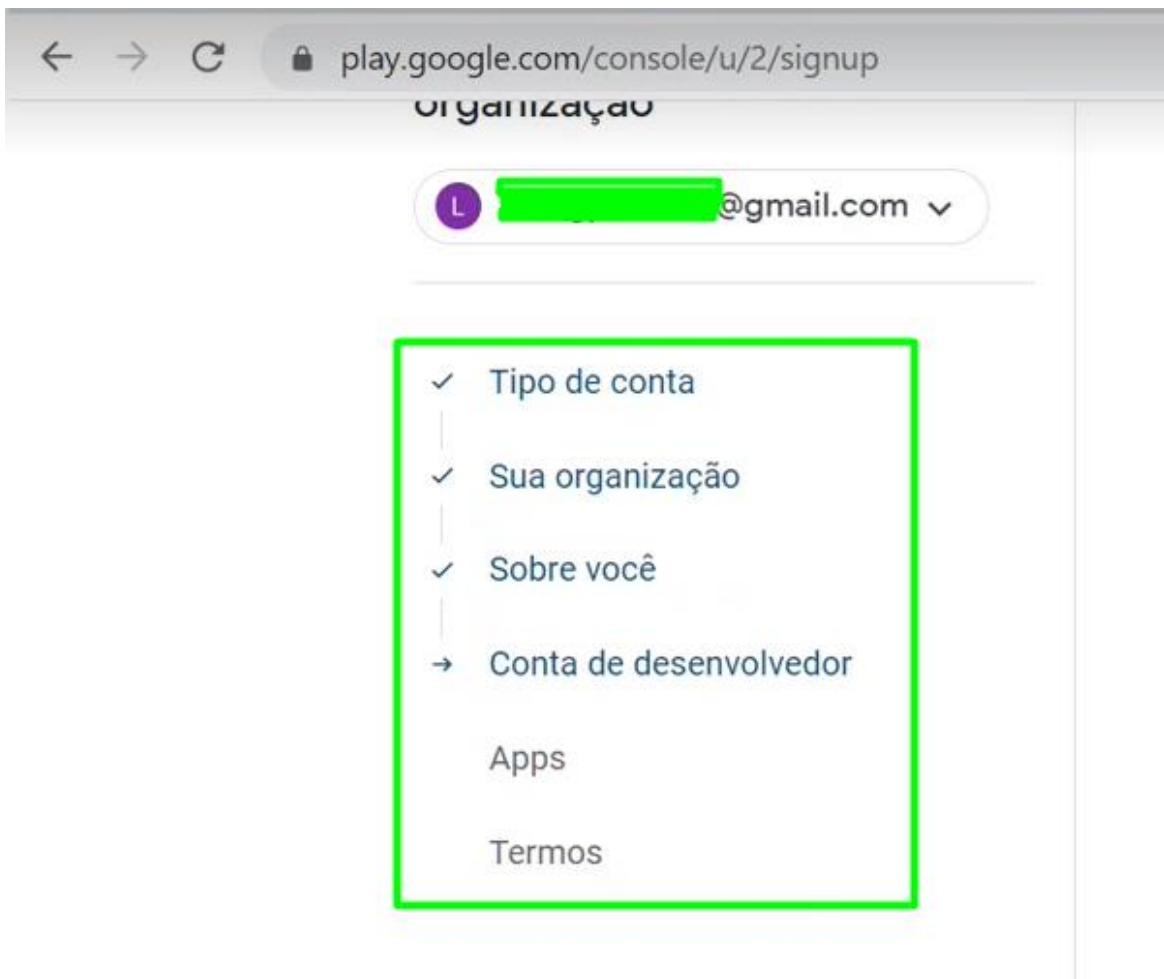 play.google.com/console/u/2/signup
organização
L @gmail.com
Tipo de conta
Sua organização
Sobre você
Conta de desenvolvedor
Apps
Termos